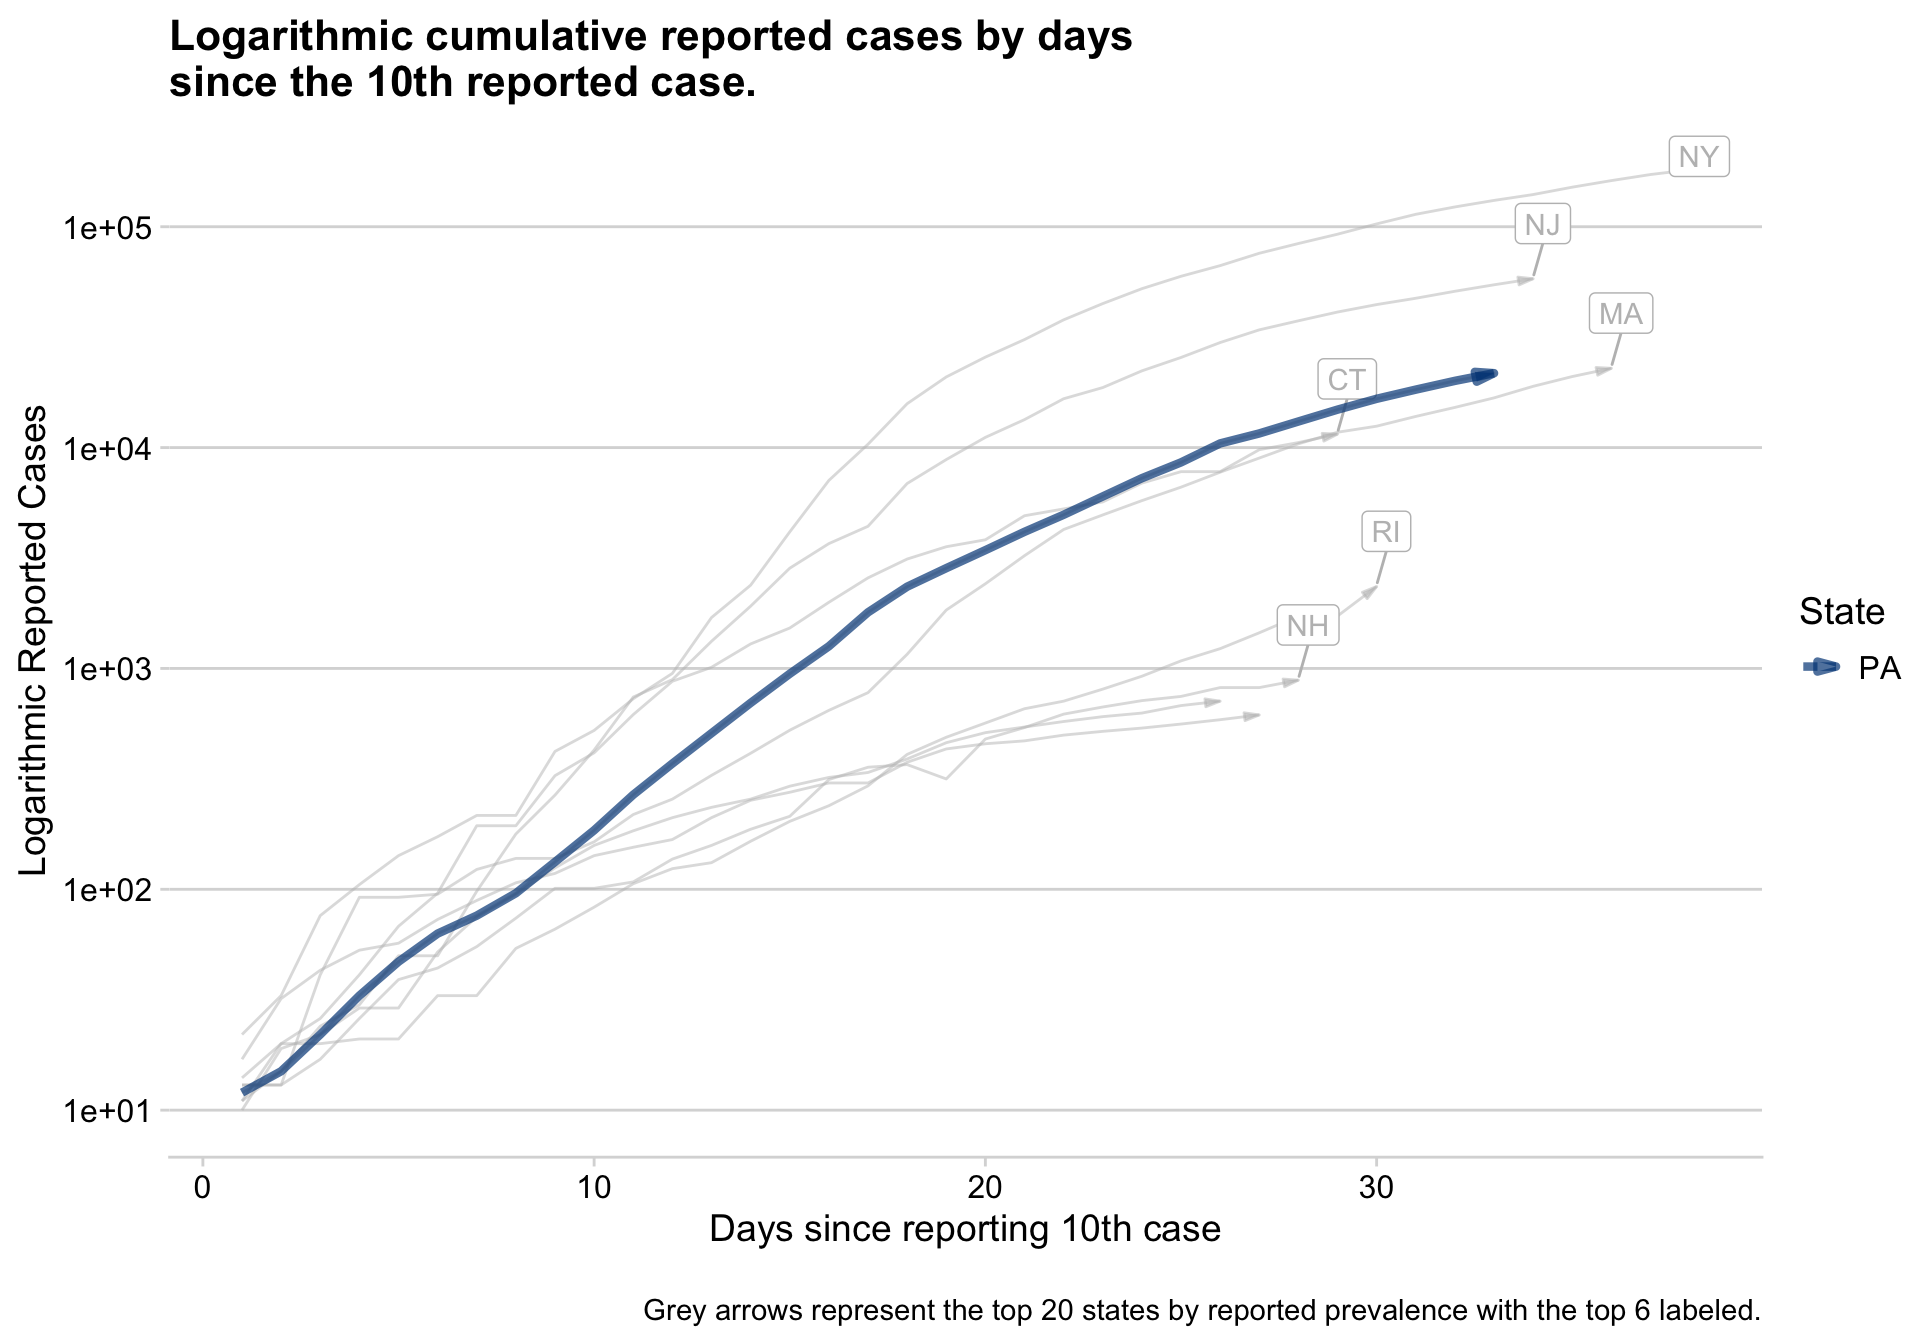 Logarithmic cumulative reported cases by days
since the 10th reported case.
NY
1e+05
NJ
MA
CT
1e+04
RI
NH
1e+03
1e+02
1e+01
Logarithmic Reported Cases
State
PA
0 10 20 30
Days since reporting 10th case
Grey arrows represent the top 20 states by reported prevalence with the top 6 labeled.